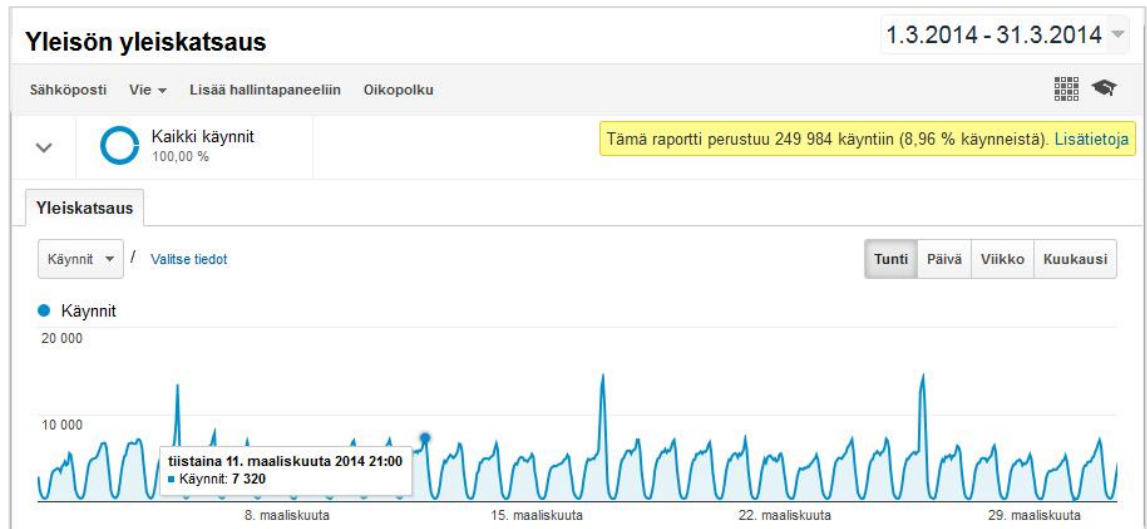 Yleisön yleiskatsaus
1.3.2014 - 31.3.2014
Sähköposti Vie Lisää hallintapaneeliin Oikopolku
Kaikki käynnit
100,00 %
Tämä raportti perustuu 249 984 käyntiin (8,96 % käynneistä). Lisätietoja
Yleiskatsaus
Käynnit / Valitse tiedot
Tunti Päivä Viikko Kuukausi
Käynnit
20 000
10 000
tiistaina 11. maaliskuuta 2014 21:00
Käynnit: 7 320
8. maaliskuuta 15. maaliskuuta 22. maaliskuuta 29. maaliskuuta